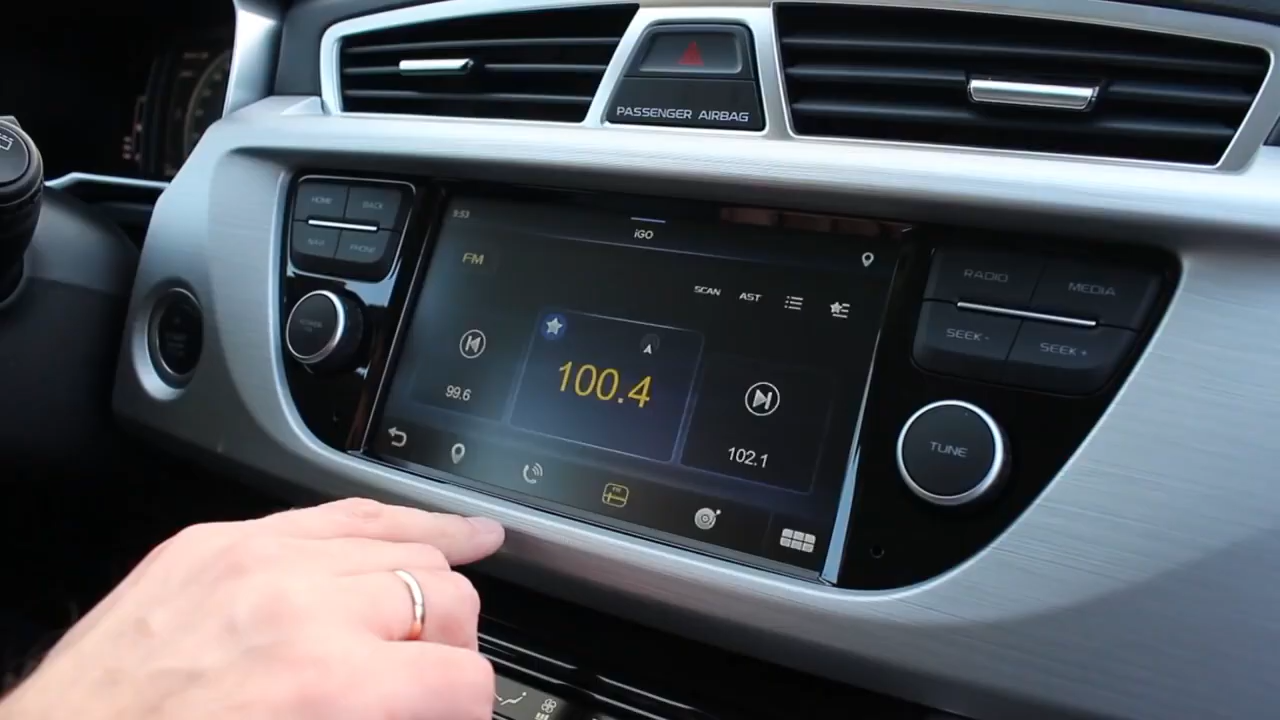 PASSENGER AIRBAG
HOME
BACK
NAVI
PHONE
9:53
iGO
FM
SCAN
AST
99.6
100.4
102.1
RADIO
MEDIA
SEEK -
SEEK +
TUNE